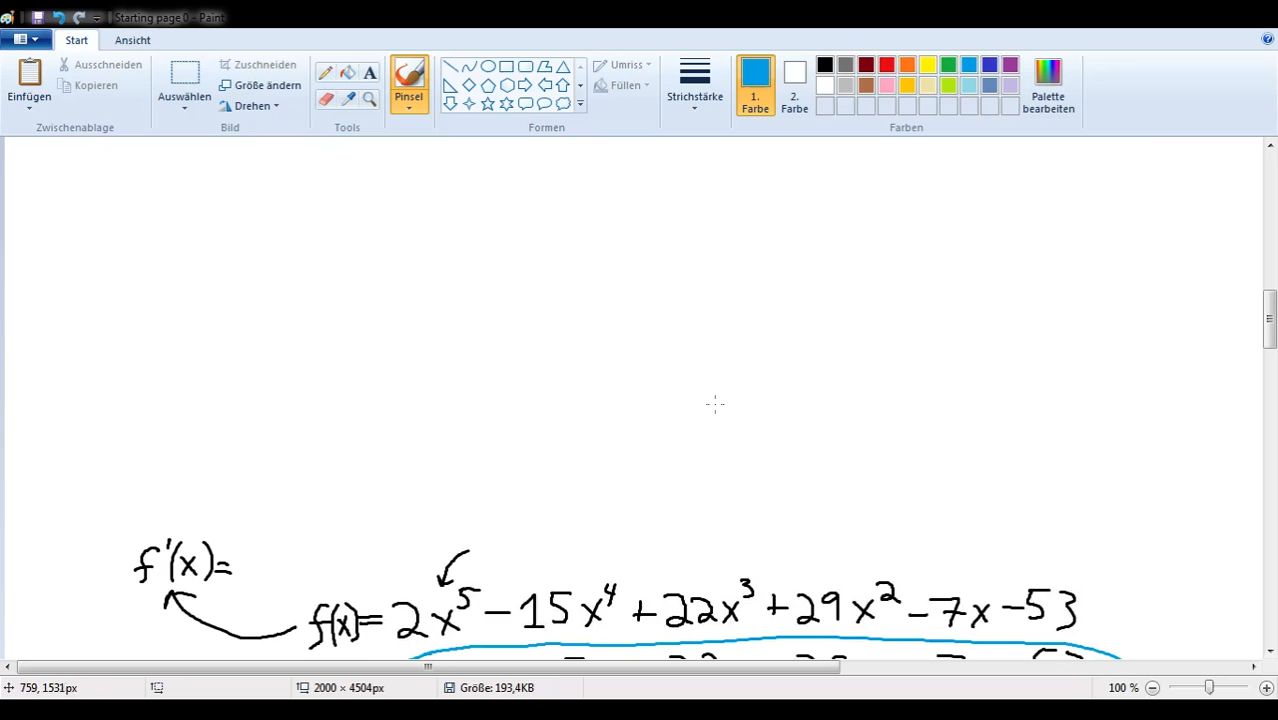 Starting page 0 - Paint
Start Ansicht
Einfügen
Ausschneiden
Kopieren
Zwischenablage
Auswählen
Zuschneiden
Größe ändern
Drehen
Bild
A
Tools
Pinsel
Umriss
Füllen
Formen
Strichstärke
1. Farbe
2. Farbe
Palette bearbeiten
Farben
f'(x)=
f(x)= 2x⁵ - 15x⁴ + 22x³ + 29x² - 7x - 53
759, 1531px
2000 × 4504px
Größe: 193,4KB
100 %